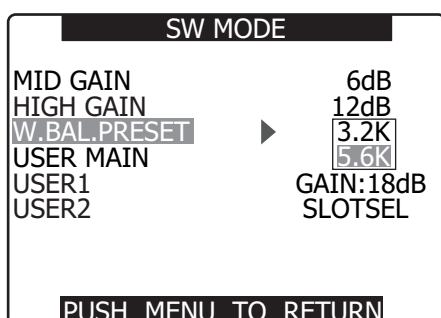 SW MODE
MID GAIN 6dB
HIGH GAIN 12dB
W.BAL.PRESET 3.2K
5.6K
USER MAIN
USER1 GAIN:18dB
USER2 SLOTSEL
PUSH MENU TO RETURN